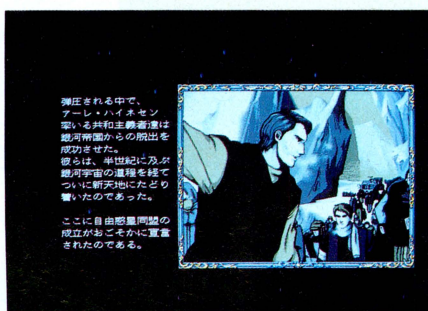 弾圧される中で、
アーレ・ハイネセン
率いる共和主義者達は
銀河帝国からの脱出を
成功させた。
彼らは、半世紀に及ぶ
銀河宇宙の道程を経て
ついに新天地にたどり
着いたのであった。
ここに自由惑星同盟の
成立がおごそかに宣言
されたのである。